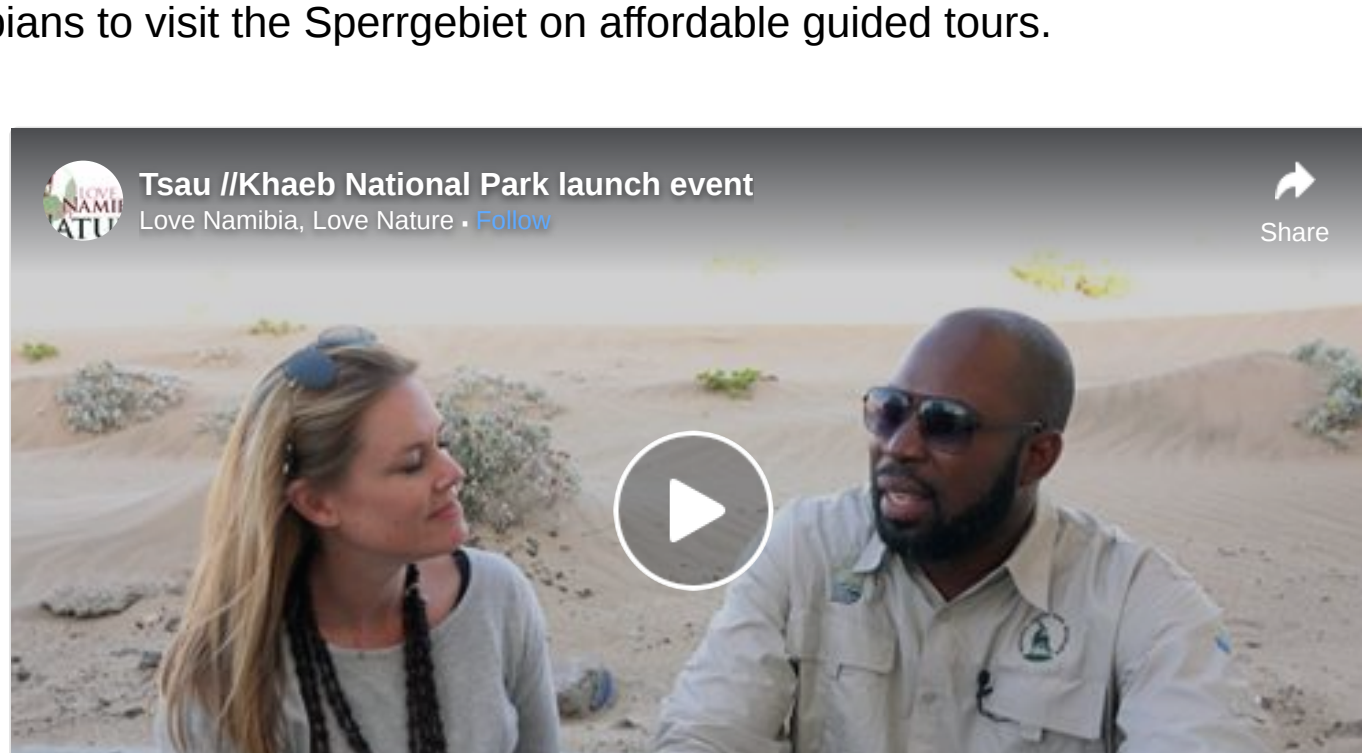 bians to visit the Sperrgebiet on affordable guided tours.
Tsau //Khaeb National Park launch event
Love Namibia, Love Nature · Follow
Share